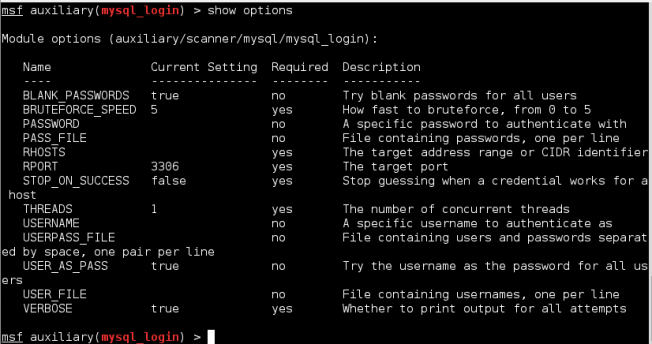 msf auxiliary(mysql_login) > show options
Module options (auxiliary/scanner/mysql/mysql_login):
Name Current Setting Required Description
---- --------------- -------- -----------
BLANK_PASSWORDS true no Try blank passwords for all users
BRUTEFORCE_SPEED 5 yes How fast to bruteforce, from 0 to 5
PASSWORD no A specific password to authenticate with
PASS_FILE no File containing passwords, one per line
RHOSTS yes The target address range or CIDR identifier
RPORT 3306 yes The target port
STOP_ON_SUCCESS false yes Stop guessing when a credential works for a
host
THREADS 1 yes The number of concurrent threads
USERNAME no A specific username to authenticate as
USERPASS_FILE no File containing users and passwords separat
ed by space, one pair per line
USER_AS_PASS true no Try the username as the password for all us
ers
USER_FILE no File containing usernames, one per line
VERBOSE true yes Whether to print output for all attempts
msf auxiliary(mysql_login) >